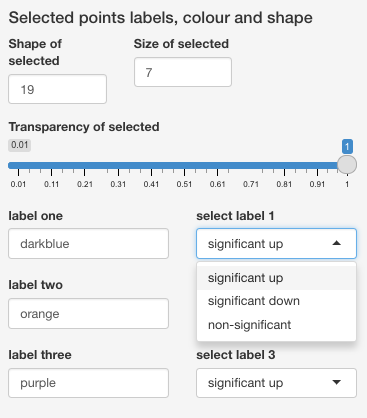 Selected points labels, colour and shape
Shape of selected
Size of selected
19
7
Transparency of selected
0.01
1
0.01 0.11 0.21 0.31 0.41 0.51 0.61 0.71 0.81 0.91 1
label one
select label 1
darkblue
significant up
significant up
significant down
non-significant
label two
orange
label three
select label 3
purple
significant up